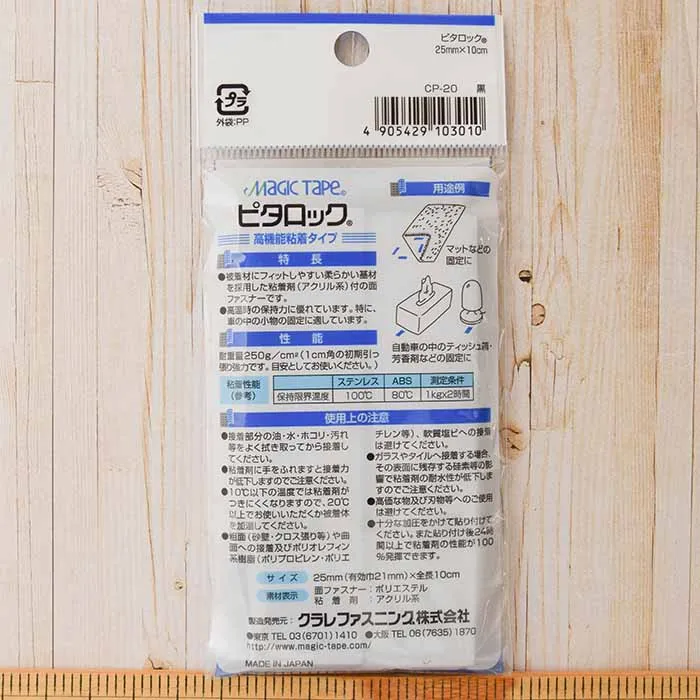 ピタロック®
25mm×10cm
CP-20 黒
4 905429 103010
プラ
外袋:PP
MAGIC TAPE®
ピタロック®
高機能粘着タイプ
特長
●被着材にフィットしやすい柔らかい基材
を採用した粘着剤(アクリル系)付の面
ファスナーです。
●高温時の保持力に優れています。特に、
車の中の小物の固定に適しています。
性能
耐重量250g/cm²(1cm角の初期引っ
張り強力です。目安としてお使いください。)
粘着性能
(参考)
ステンレス ABS 測定条件
保持限界温度 100℃ 80℃ 1kg×2時間
用途例
マットなどの
固定に
自動車の中のティッシュ箱・
芳香剤などの固定に
使用上の注意
●接着部分の油・水・ホコリ・汚れ
等をよく拭き取ってから接着し
てください。
●粘着剤に手をふれますと接着力
が低下しますのでご注意ください。
●10℃以下の温度では粘着剤が
つきにくくなりますので、20℃
以上でお使いいただくか被着体
を加温してください。
●粗面(砂壁・クロス張り等)や曲
面への接着及びポリオレフィン
系樹脂(ポリプロピレン・ポリエ
チレン等)、軟質塩ビへの接着
は避けてください。
●ガラスやタイルへ接着する場合、
その表面に残存する硅素等の影
響で粘着剤の耐水性が低下しま
すのでご注意ください。
●高価な物及び刃物等へのご使用
は避けてください。
●十分な加圧をかけて貼り付けて
ください。また貼り付け後24時
間以上で粘着剤の性能が100
%発揮できます。
サイズ 25mm(有効巾21mm)×全長10cm
素材表示 面ファスナー:ポリエステル
粘着剤:アクリル系
製造発売元:クラレファスニング株式会社
●東京 TEL 03(6701)1410 ●大阪 TEL 06(7635)1870
http://www.magic-tape.com/
MADE IN JAPAN